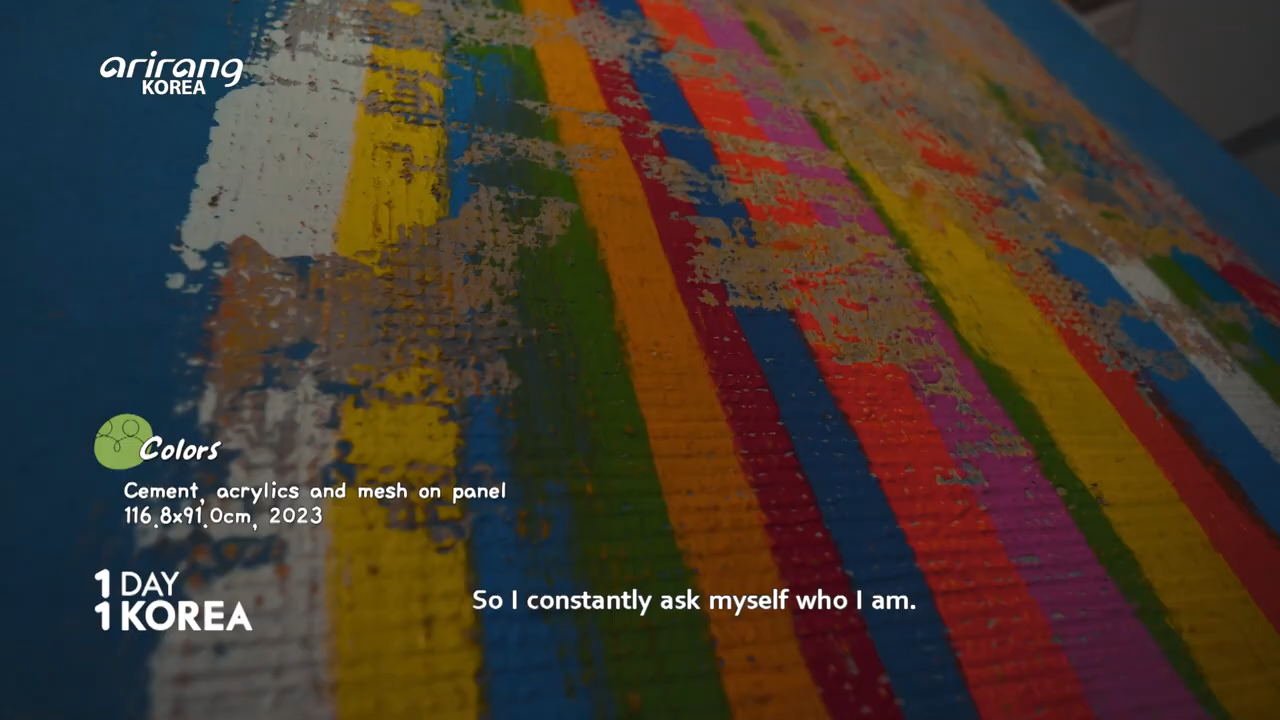 arirang
KOREA
Colors
Cement, acrylics and mesh on panel
116.8x91.0cm, 2023
1 DAY
1 KOREA
So I constantly ask myself who I am.